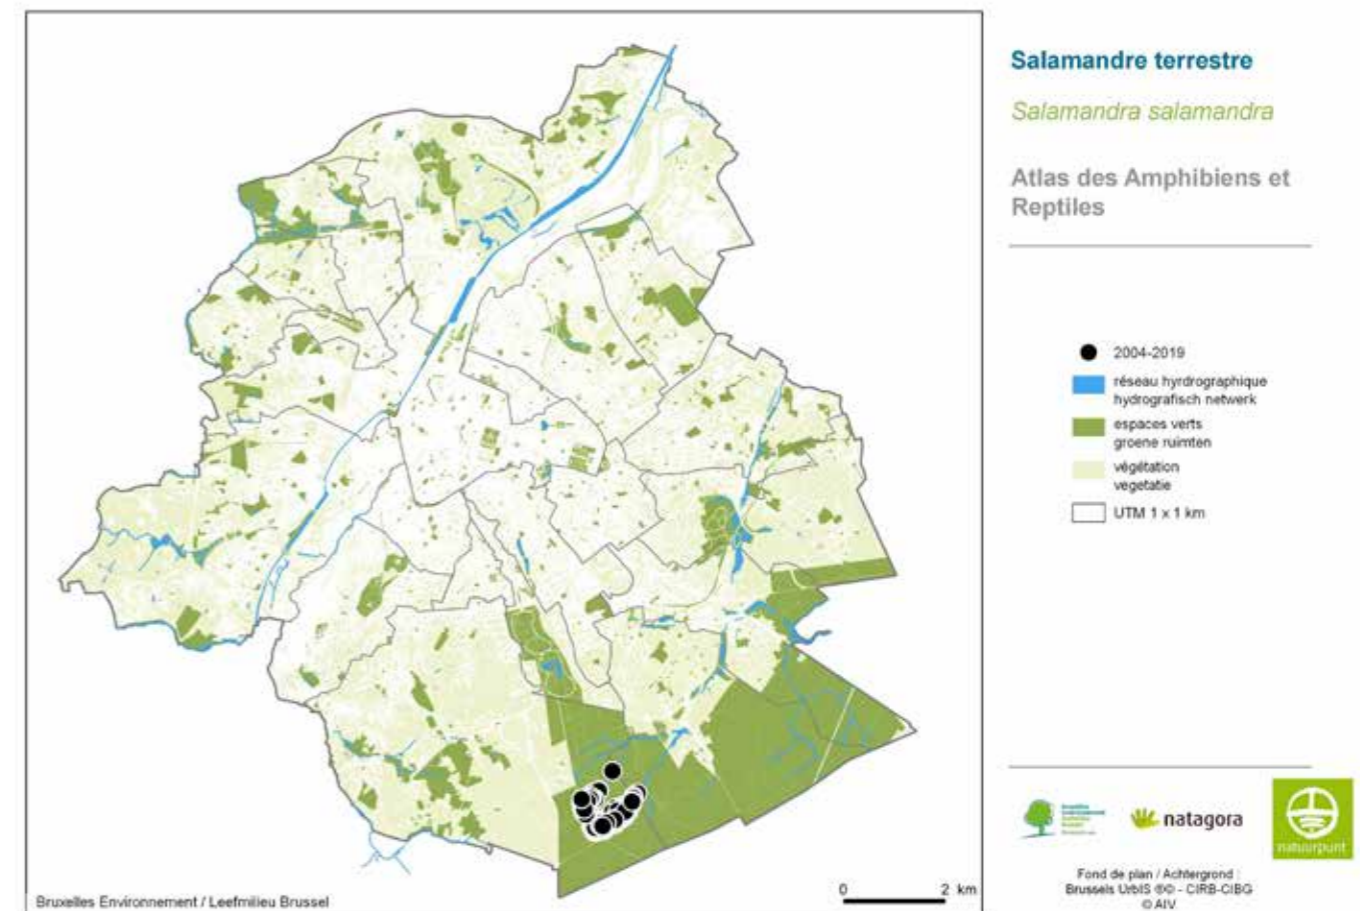 Salamandre terrestre
Salamandra salamandra
Atlas des Amphibiens et
Reptiles
2004-2019
réseau hyrdrographique
hydrografisch netwerk
espaces verts
groene ruimten
végétation
vegetatie
UTM 1 x 1 km
natagora
natuurpunt
Fond de plan / Achtergrond :
Brussels UrbIS ®© - CIRB-CIBG
© AIV
0 2 km
Bruxelles Environnement / Leefmilieu Brussel